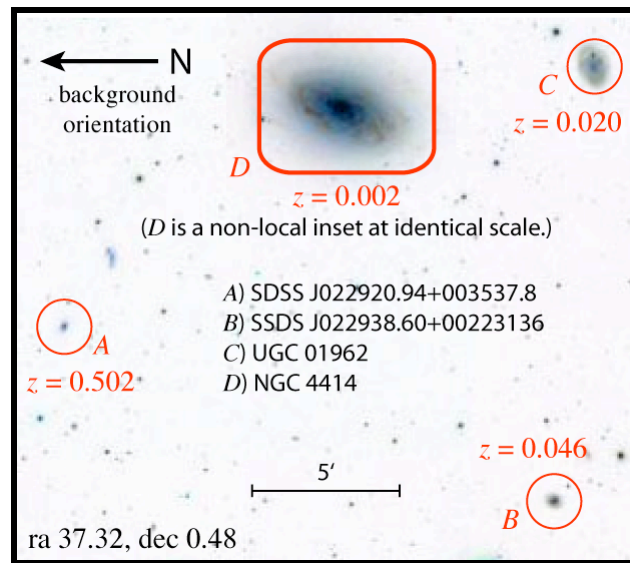 N
background
orientation
C
z = 0.020
D
z = 0.002
(D is a non-local inset at identical scale.)
A) SDSS J022920.94+003537.8
B) SSDS J022938.60+00223136
C) UGC 01962
D) NGC 4414
A
z = 0.502
z = 0.046
5'
B
ra 37.32, dec 0.48